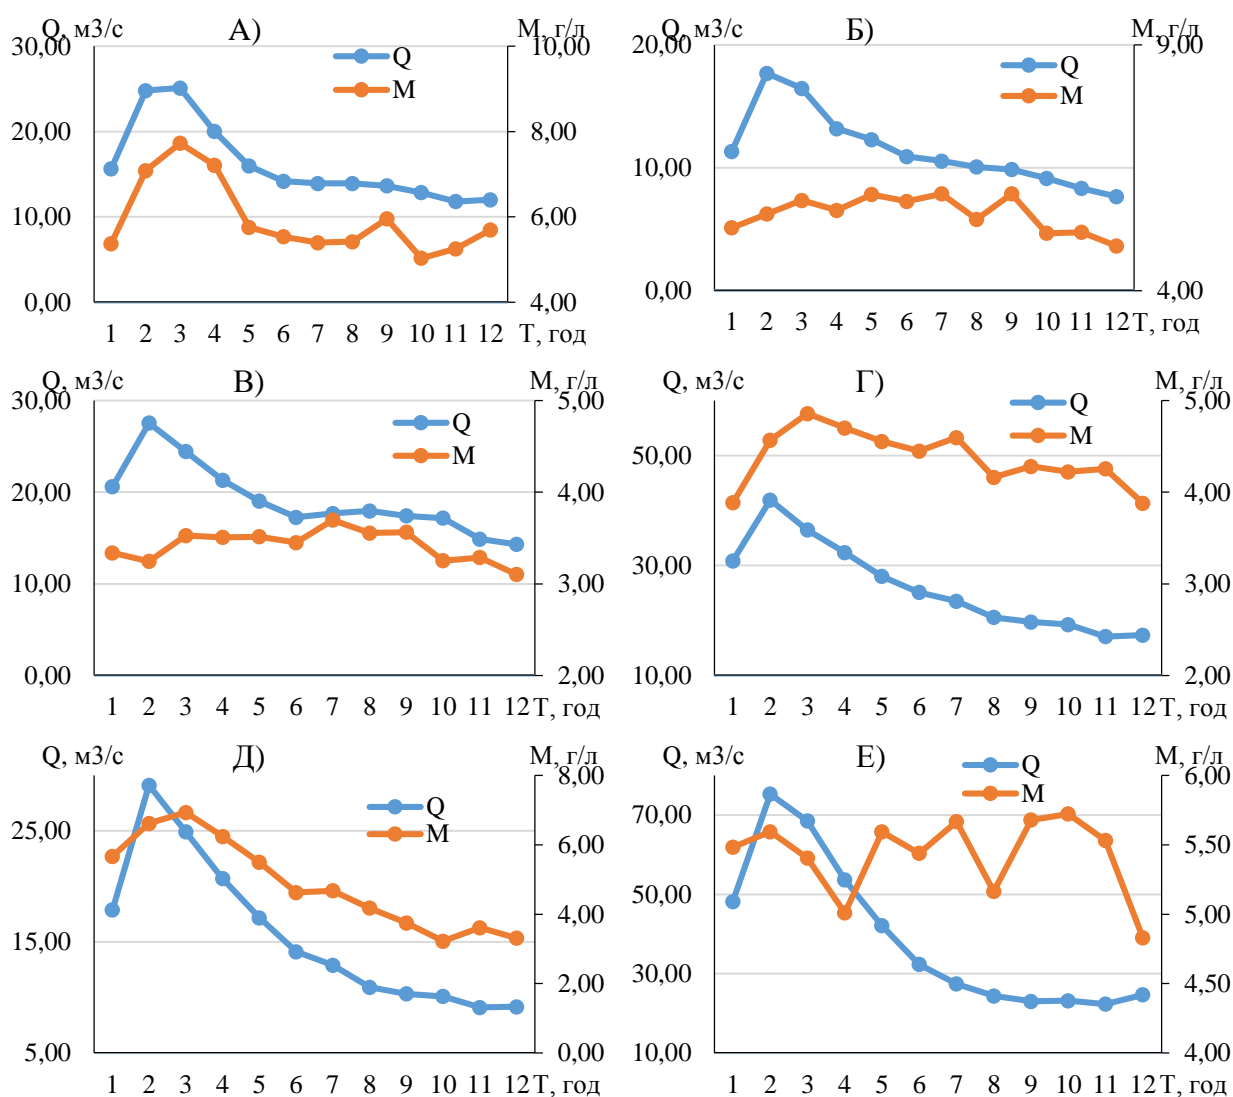 Q, м3/с А) М, г/л
Q
М
30,00
20,00
10,00
0,00
10,00
8,00
6,00
4,00
1 2 3 4 5 6 7 8 9 10 11 12 Т, год
Q, м3/с Б) М, г/л
Q
М
20,00
10,00
0,00
9,00
4,00
1 2 3 4 5 6 7 8 9 10 11 12 Т, год
Q, м3/с В) М, г/л
Q
М
30,00
20,00
10,00
0,00
5,00
4,00
3,00
2,00
1 2 3 4 5 6 7 8 9 10 11 12 Т, год
Q, м3/с Г) М, г/л
Q
М
50,00
30,00
10,00
5,00
4,00
3,00
2,00
1 2 3 4 5 6 7 8 9 10 11 12 Т, год
Q, м3/с Д) М, г/л
Q
М
25,00
15,00
5,00
8,00
6,00
4,00
2,00
0,00
1 2 3 4 5 6 7 8 9 10 11 12 Т, год
Q, м3/с Е) М, г/л
Q
М
70,00
50,00
30,00
10,00
6,00
5,50
5,00
4,50
4,00
1 2 3 4 5 6 7 8 9 10 11 12 Т, год